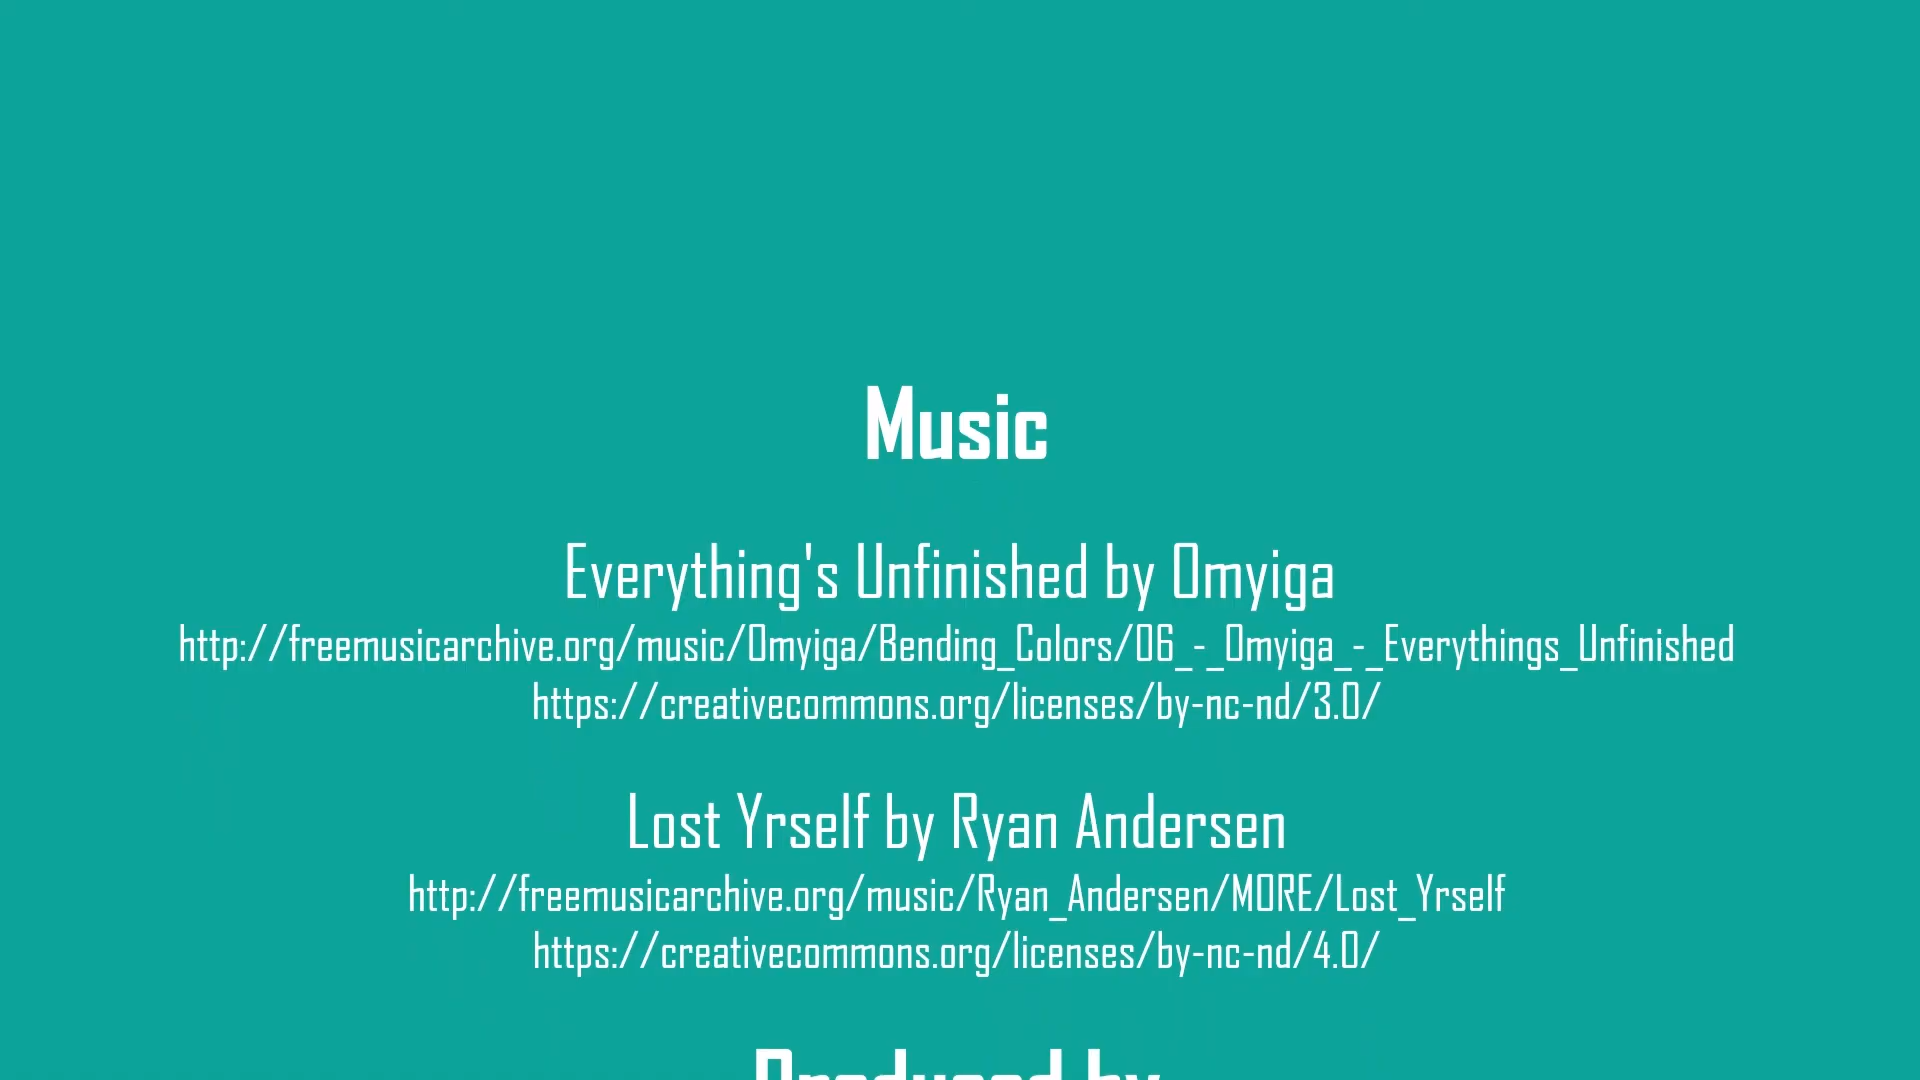 Music
Everything's Unfinished by Omyiga
http://freemusicarchive.org/music/Omyiga/Bending_Colors/06_-_Omyiga_-_Everythings_Unfinished
https://creativecommons.org/licenses/by-nc-nd/3.0/
Lost Yrself by Ryan Andersen
http://freemusicarchive.org/music/Ryan_Andersen/MORE/Lost_Yrself
https://creativecommons.org/licenses/by-nc-nd/4.0/
Produced by